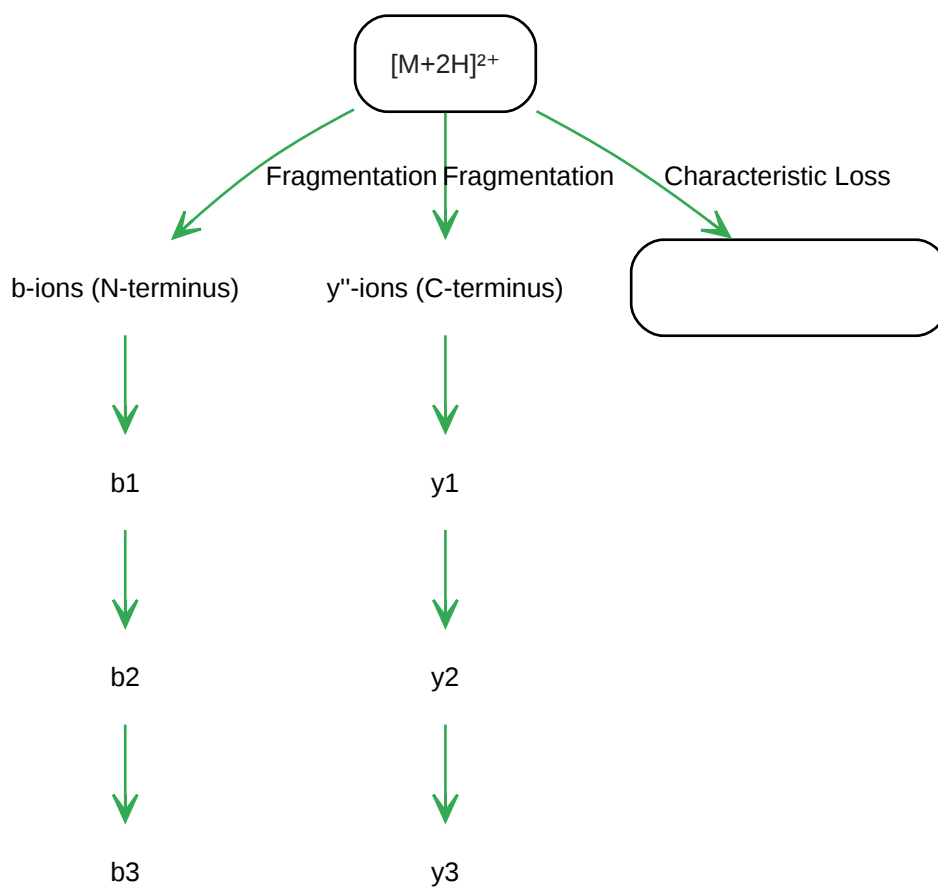 [M+2H]²⁺
Fragmentation Fragmentation Characteristic Loss
b-ions (N-terminus) y''-ions (C-terminus)
b1 y1
b2 y2
b3 y3